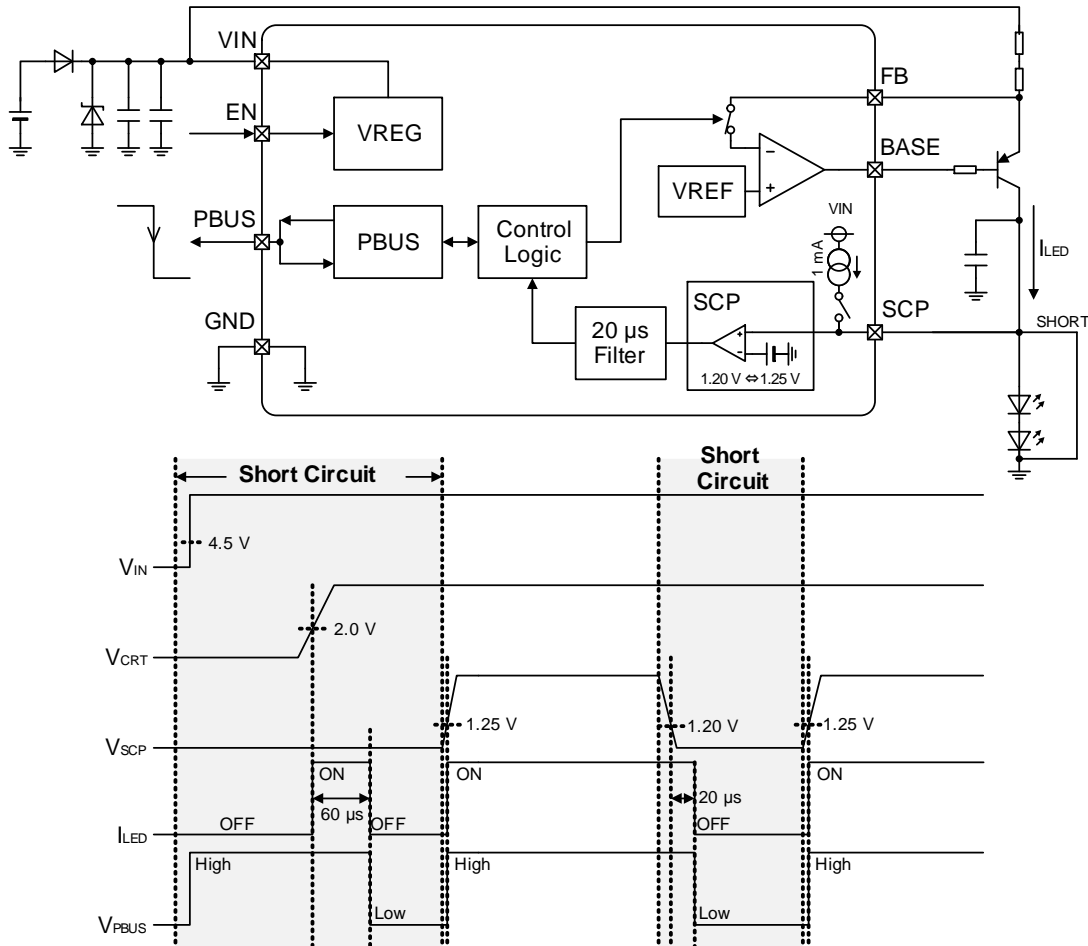 VIN
EN
VREG
FB
BASE
VREF
VIN
PBUS
PBUS
Control
Logic
1 mA
ILED
GND
20 µs
Filter
SCP
SCP
SHORT
1.20 V ⇔ 1.25 V
Short Circuit
Short
Circuit
4.5 V
VIN
2.0 V
VCRT
1.25 V
1.20 V
1.25 V
VSCP
ON
ON
ON
60 µs
20 µs
OFF
OFF
OFF
ILED
High
High
High
Low
Low
VPBUS